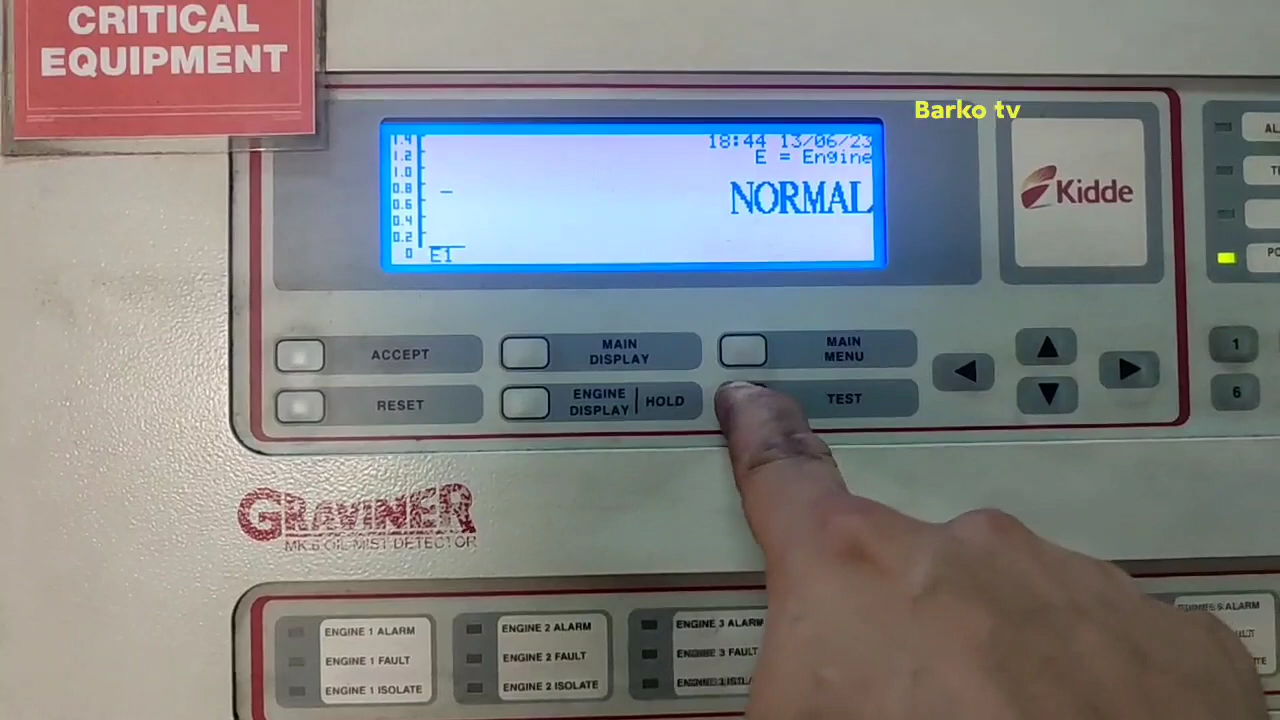 CRITICAL
EQUIPMENT
Barko tv
1.4
1.2
1.0
0.8
0.6
0.4
0.2
0
E1
18:44 13/06/23
E = Engine
NORMAL
Kidde
ACCEPT
MAIN
DISPLAY
MAIN
MENU
RESET
ENGINE
DISPLAY
HOLD
TEST
1
6
GRAVINER
MK 6 OIL MIST DETECTOR
ENGINE 1 ALARM
ENGINE 1 FAULT
ENGINE 1 ISOLATE
ENGINE 2 ALARM
ENGINE 2 FAULT
ENGINE 2 ISOLATE
ENGINE 3 ALARM
ENGINE 3 FAULT
ALARM